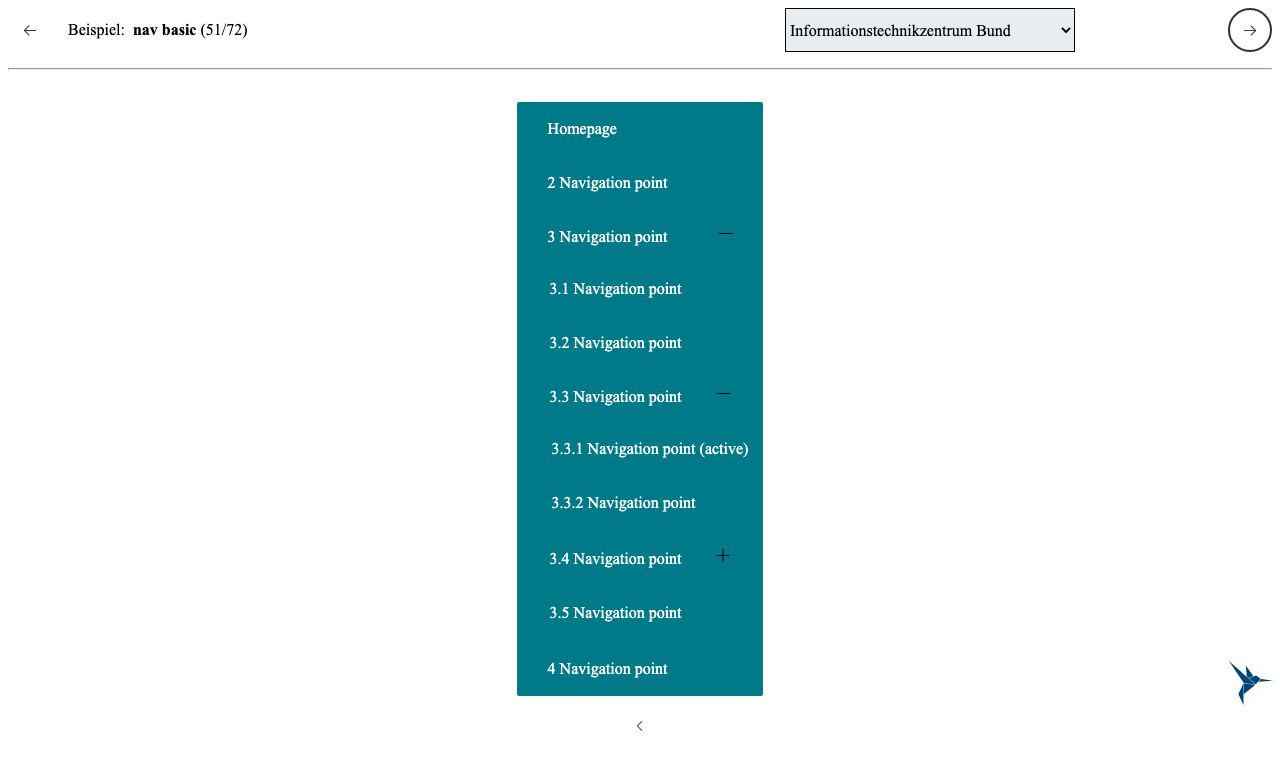 Beispiel: nav basic (51/72)
Informationstechnikzentrum Bund
Homepage
2 Navigation point
3 Navigation point
3.1 Navigation point
3.2 Navigation point
3.3 Navigation point
3.3.1 Navigation point (active)
3.3.2 Navigation point
3.4 Navigation point
3.5 Navigation point
4 Navigation point